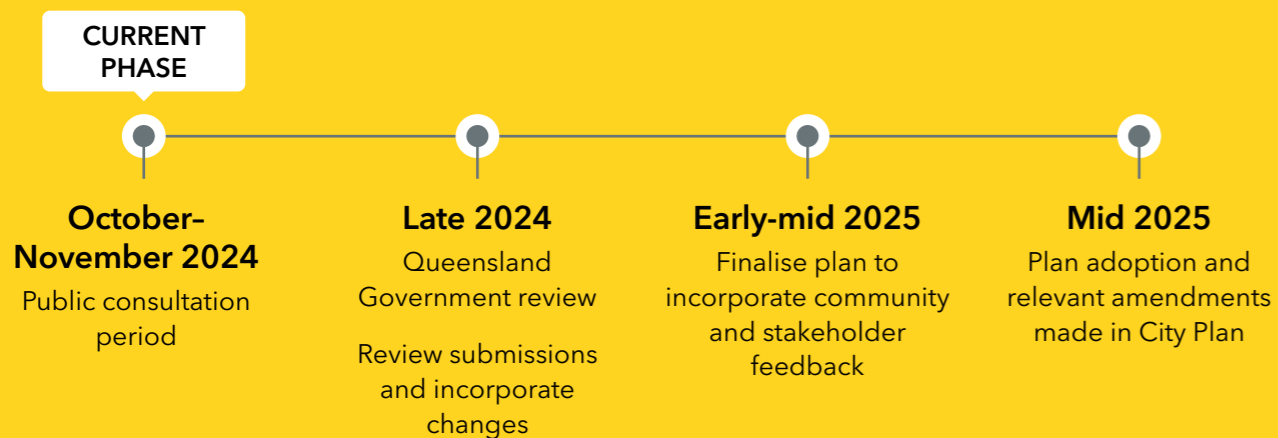 CURRENT
PHASE
October–
November 2024
Public consultation
period
Late 2024
Queensland
Government review
Review submissions
and incorporate
changes
Early-mid 2025
Finalise plan to
incorporate community
and stakeholder
feedback
Mid 2025
Plan adoption and
relevant amendments
made in City Plan